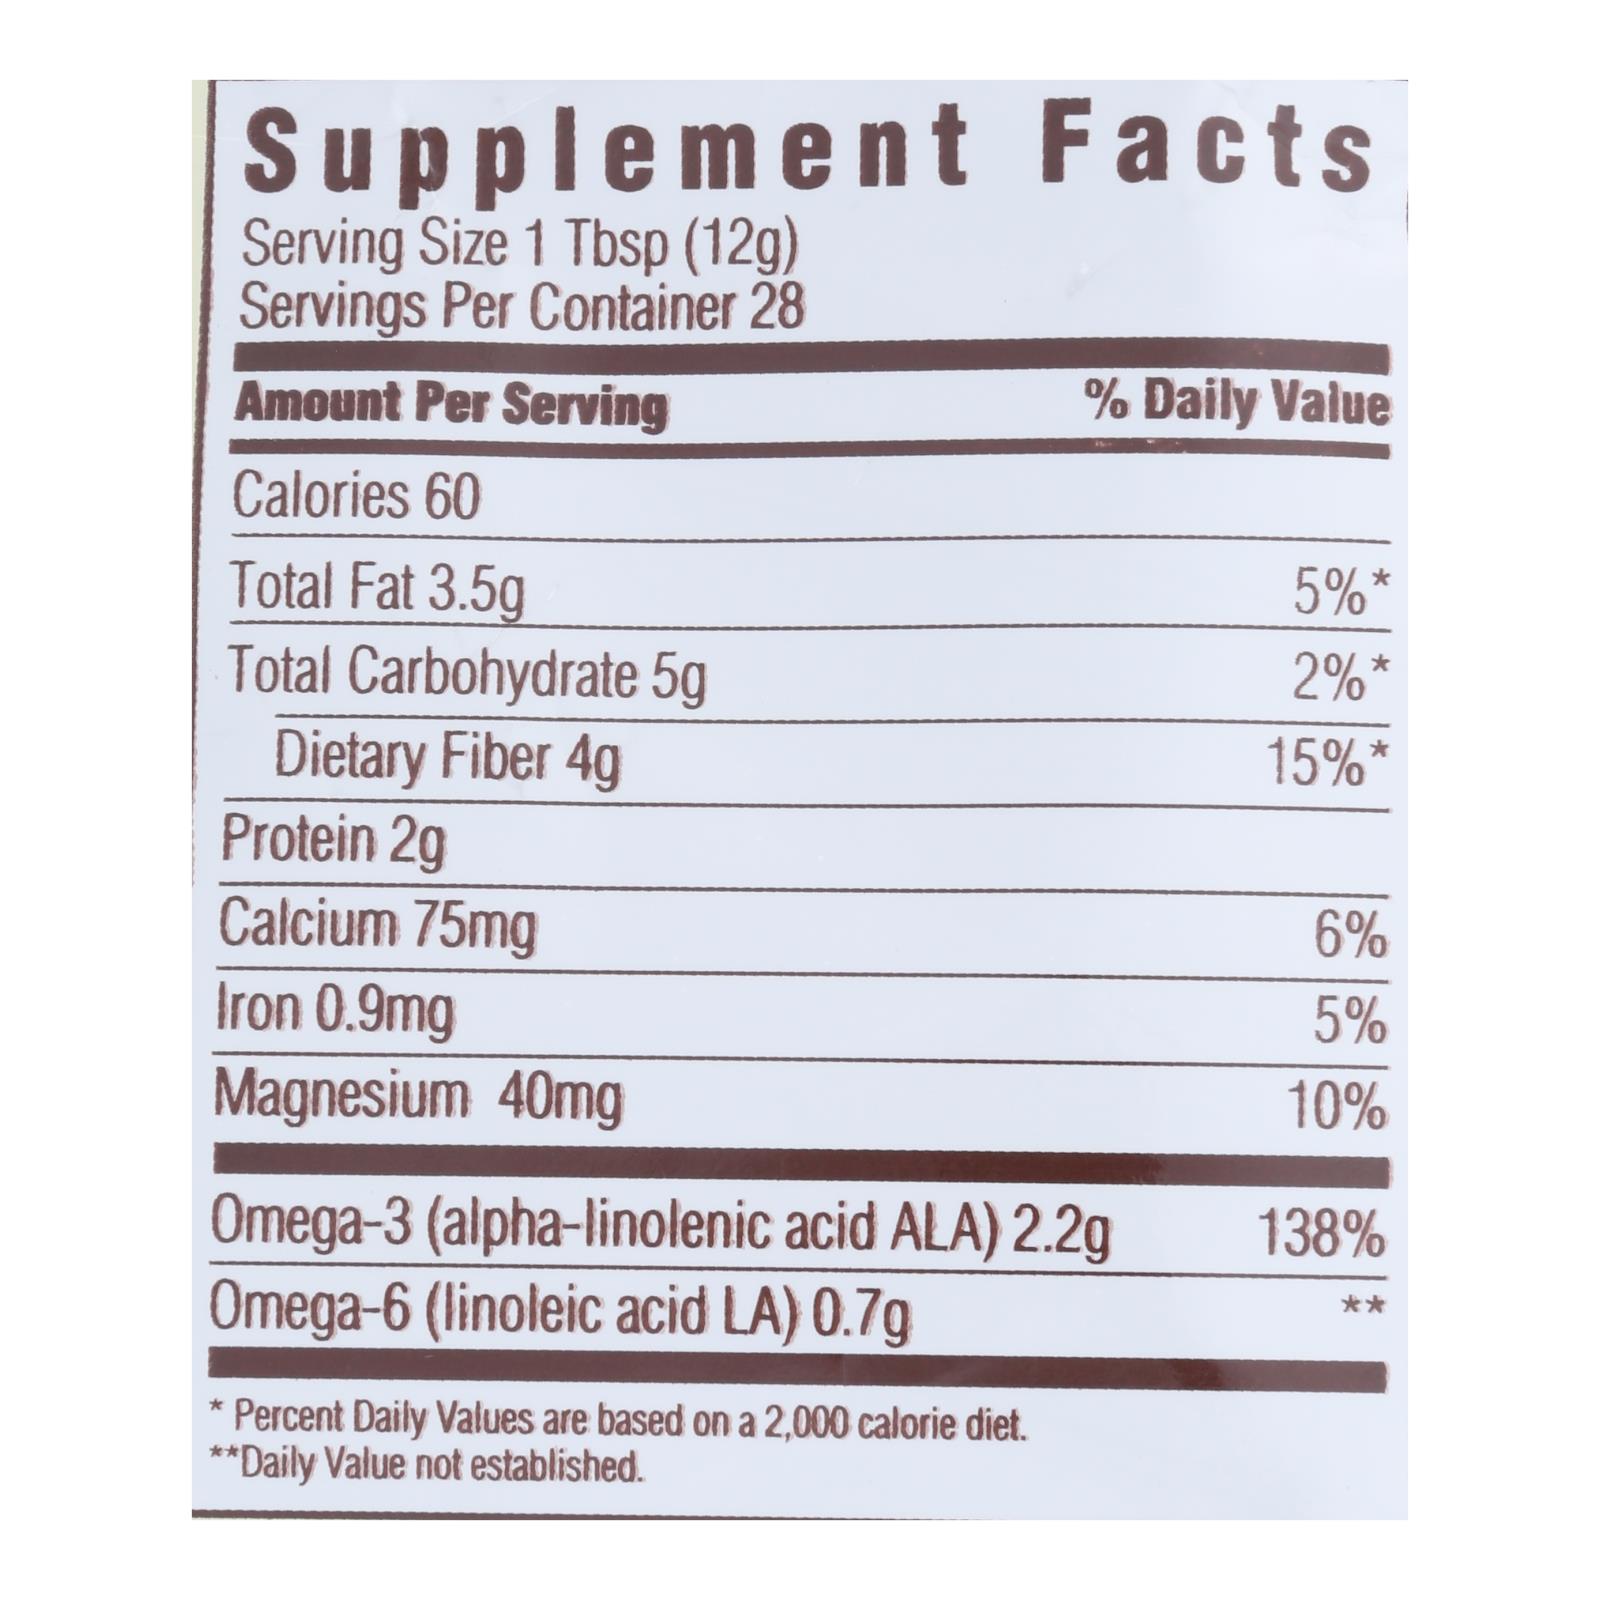 Supplement Facts
Serving Size 1 Tbsp (12g)
Servings Per Container 28
Amount Per Serving % Daily Value
Calories 60
Total Fat 3.5g 5%*
Total Carbohydrate 5g 2%*
Dietary Fiber 4g 15%*
Protein 2g
Calcium 75mg 6%
Iron 0.9mg 5%
Magnesium 40mg 10%
Omega-3 (alpha-linolenic acid ALA) 2.2g 138%
Omega-6 (linoleic acid LA) 0.7g **
* Percent Daily Values are based on a 2,000 calorie diet.
**Daily Value not established.